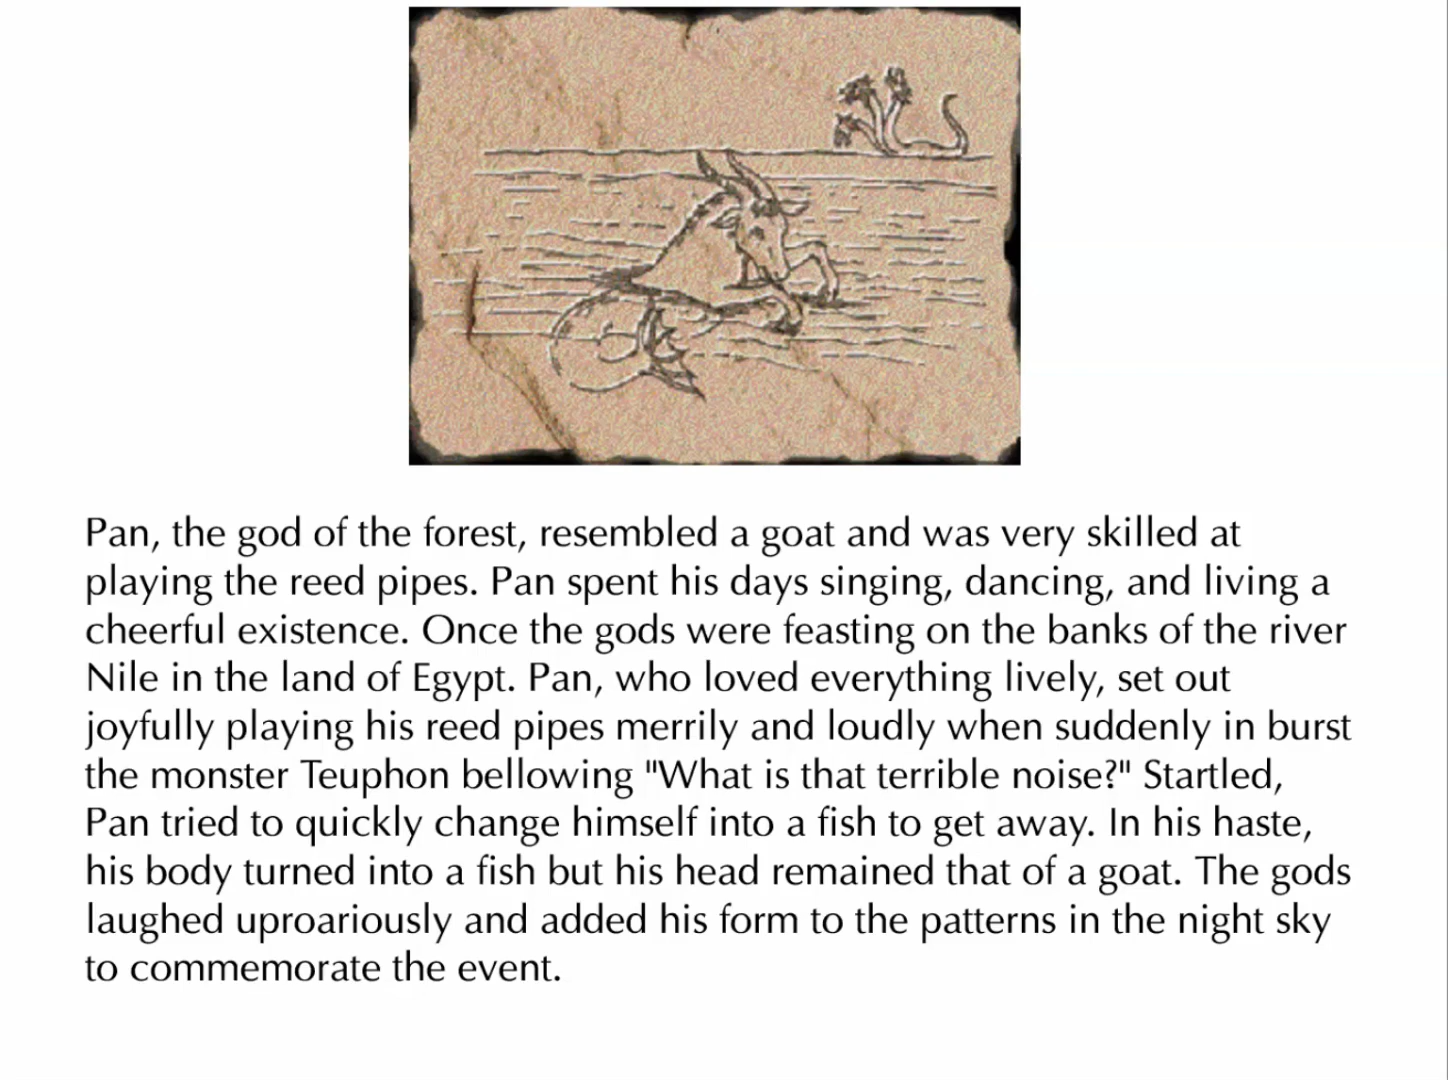 Pan, the god of the forest, resembled a goat and was very skilled at
playing the reed pipes. Pan spent his days singing, dancing, and living a
cheerful existence. Once the gods were feasting on the banks of the river
Nile in the land of Egypt. Pan, who loved everything lively, set out
joyfully playing his reed pipes merrily and loudly when suddenly in burst
the monster Teuphon bellowing "What is that terrible noise?" Startled,
Pan tried to quickly change himself into a fish to get away. In his haste,
his body turned into a fish but his head remained that of a goat. The gods
laughed uproariously and added his form to the patterns in the night sky
to commemorate the event.